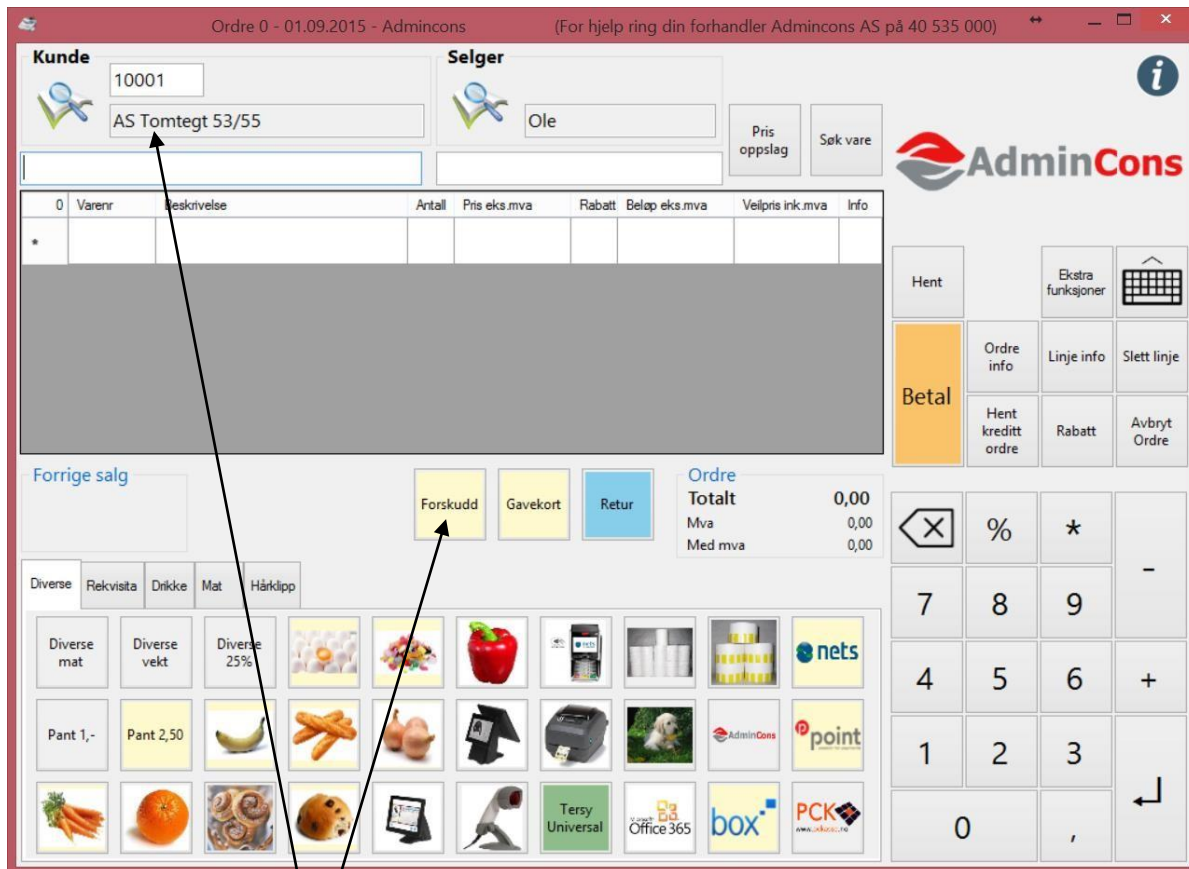 Ordre 0 - 01.09.2015 - Admincons (For hjelp ring din forhandler Admincons AS på 40 535 000)
Kunde
10001
AS Tomtegt 53/55
Selger
Ole
Pris oppslag
Søk vare
AdminCons
0 Varenr Beskrivelse Antall Pris eks.mva Rabatt Beløp eks.mva Veilpris ink.mva Info
*
Hent
Ekstra funksjoner
Betal
Ordre info
Linje info
Slett linje
Hent kreditt ordre
Rabatt
Avbryt Ordre
Forrige salg
Forskudd
Gavekort
Retur
Ordre
Totalt 0,00
Mva 0,00
Med mva 0,00
% *
-
7 8 9
4 5 6 +
1 2 3
0 ,
Diverse Rekvisita Drikke Mat Hårklipp
Diverse mat
Diverse vekt
Diverse 25%
nets
Pant 1,-
Pant 2,50
AdminCons
point
Tersy Universal
Office 365
box
PCK